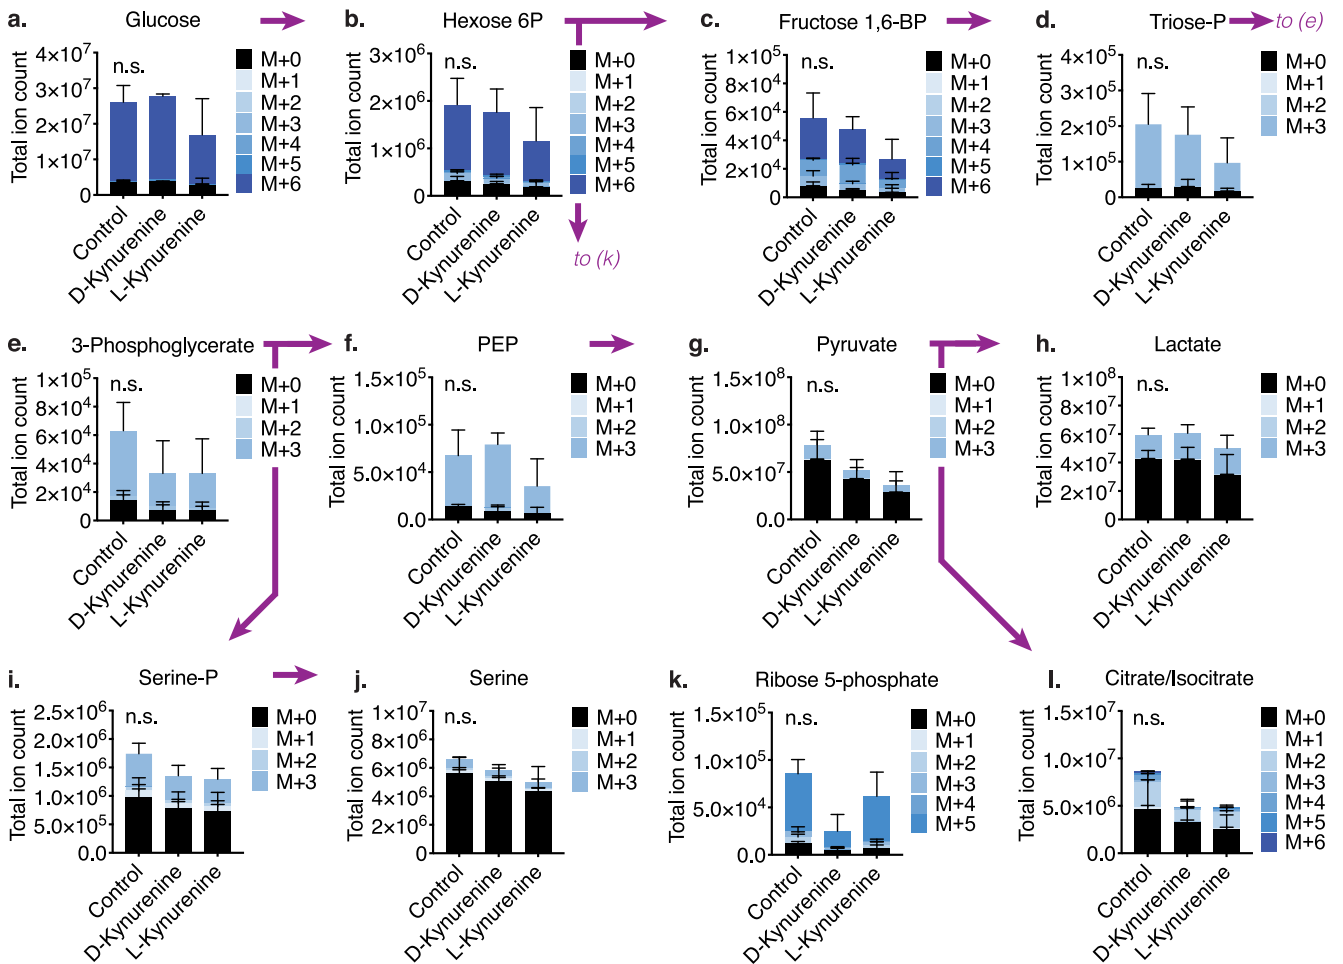 a. Glucose
Total ion count
4×10⁷
3×10⁷
2×10⁷
1×10⁷
0
n.s.
Control
D-Kynurenine
L-Kynurenine
M+0
M+1
M+2
M+3
M+4
M+5
M+6
b. Hexose 6P
Total ion count
3×10⁶
2×10⁶
1×10⁶
0
n.s.
Control
D-Kynurenine
L-Kynurenine
M+0
M+1
M+2
M+3
M+4
M+5
M+6
to (k)
c. Fructose 1,6-BP
Total ion count
1×10⁵
8×10⁴
6×10⁴
4×10⁴
2×10⁴
0
n.s.
Control
D-Kynurenine
L-Kynurenine
M+0
M+1
M+2
M+3
M+4
M+5
M+6
d. Triose-P
to (e)
Total ion count
4×10⁵
3×10⁵
2×10⁵
1×10⁵
0
n.s.
Control
D-Kynurenine
L-Kynurenine
M+0
M+1
M+2
M+3
e. 3-Phosphoglycerate
Total ion count
1×10⁵
8×10⁴
6×10⁴
4×10⁴
2×10⁴
0
n.s.
Control
D-Kynurenine
L-Kynurenine
M+0
M+1
M+2
M+3
f. PEP
Total ion count
1.5×10⁵
1.0×10⁵
5.0×10⁴
0.0
n.s.
Control
D-Kynurenine
L-Kynurenine
M+0
M+1
M+2
M+3
g. Pyruvate
Total ion count
1.5×10⁸
1.0×10⁸
5.0×10⁷
0.0
n.s.
Control
D-Kynurenine
L-Kynurenine
M+0
M+1
M+2
M+3
h. Lactate
Total ion count
1×10⁸
8×10⁷
6×10⁷
4×10⁷
2×10⁷
0
n.s.
Control
D-Kynurenine
L-Kynurenine
M+0
M+1
M+2
M+3
i. Serine-P
Total ion count
2.5×10⁶
2.0×10⁶
1.5×10⁶
1.0×10⁶
5.0×10⁵
0.0
n.s.
Control
D-Kynurenine
L-Kynurenine
M+0
M+1
M+2
M+3
j. Serine
Total ion count
1×10⁷
8×10⁶
6×10⁶
4×10⁶
2×10⁶
0
n.s.
Control
D-Kynurenine
L-Kynurenine
M+0
M+1
M+2
M+3
k. Ribose 5-phosphate
Total ion count
1.5×10⁵
1.0×10⁵
5.0×10⁴
0.0
n.s.
Control
D-Kynurenine
L-Kynurenine
M+0
M+1
M+2
M+3
M+4
M+5
l. Citrate/Isocitrate
Total ion count
1.5×10⁷
1.0×10⁷
5.0×10⁶
0.0
n.s.
Control
D-Kynurenine
L-Kynurenine
M+0
M+1
M+2
M+3
M+4
M+5
M+6